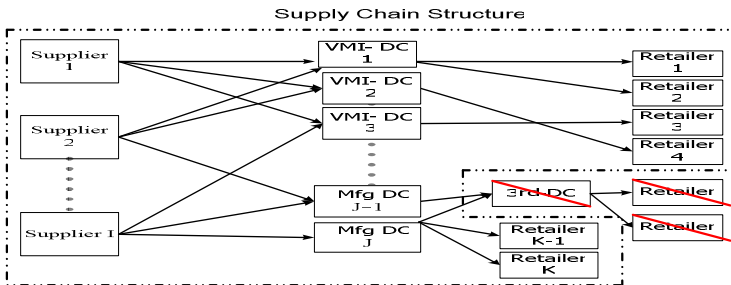 Supply Chain Structure
Supplier
1
Supplier
2
Supplier I
VMI- DC
1
VMI- DC
2
VMI- DC
3
Mfg DC
J-1
Mfg DC
J
3rd DC
Retailer
1
Retailer
2
Retailer
3
Retailer
4
Retailer
Retailer
Retailer
K-1
Retailer
K